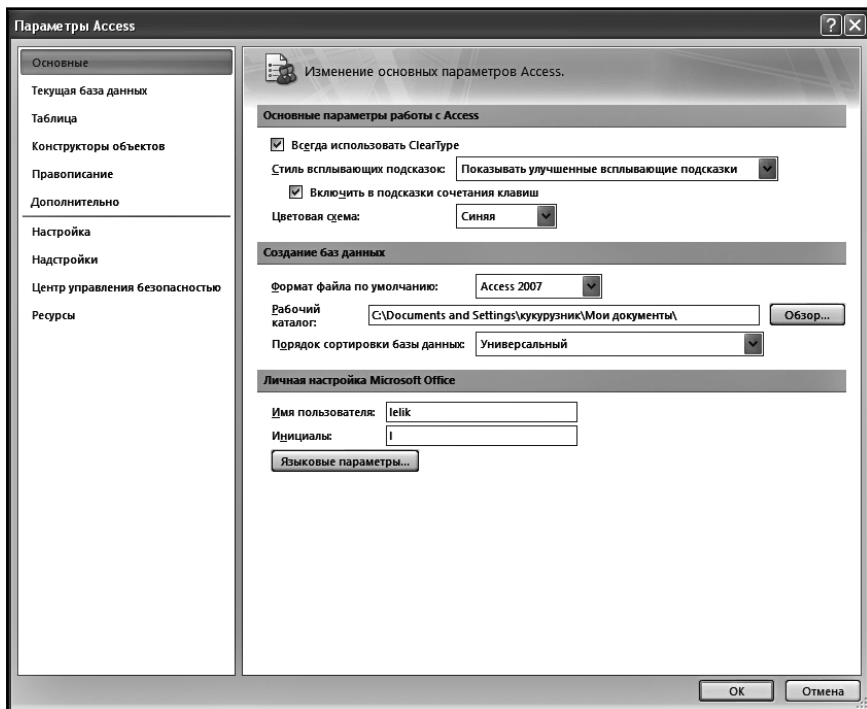 Параметры Access
Основные
Текущая база данных
Таблица
Конструкторы объектов
Правописание
Дополнительно
Настройка
Надстройки
Центр управления безопасностью
Ресурсы
Изменение основных параметров Access.
Основные параметры работы с Access
Всегда использовать ClearType
Стиль всплывающих подсказок: Показывать улучшенные всплывающие подсказки
Включить в подсказки сочетания клавиш
Цветовая схема: Синяя
Создание баз данных
Формат файла по умолчанию: Access 2007
Рабочий
каталог: C:\Documents and Settings\кукурузник\Мои документы\ Обзор...
Порядок сортировки базы данных: Универсальный
Личная настройка Microsoft Office
Имя пользователя: lelik
Инициалы: l
Языковые параметры...
ОК Отмена